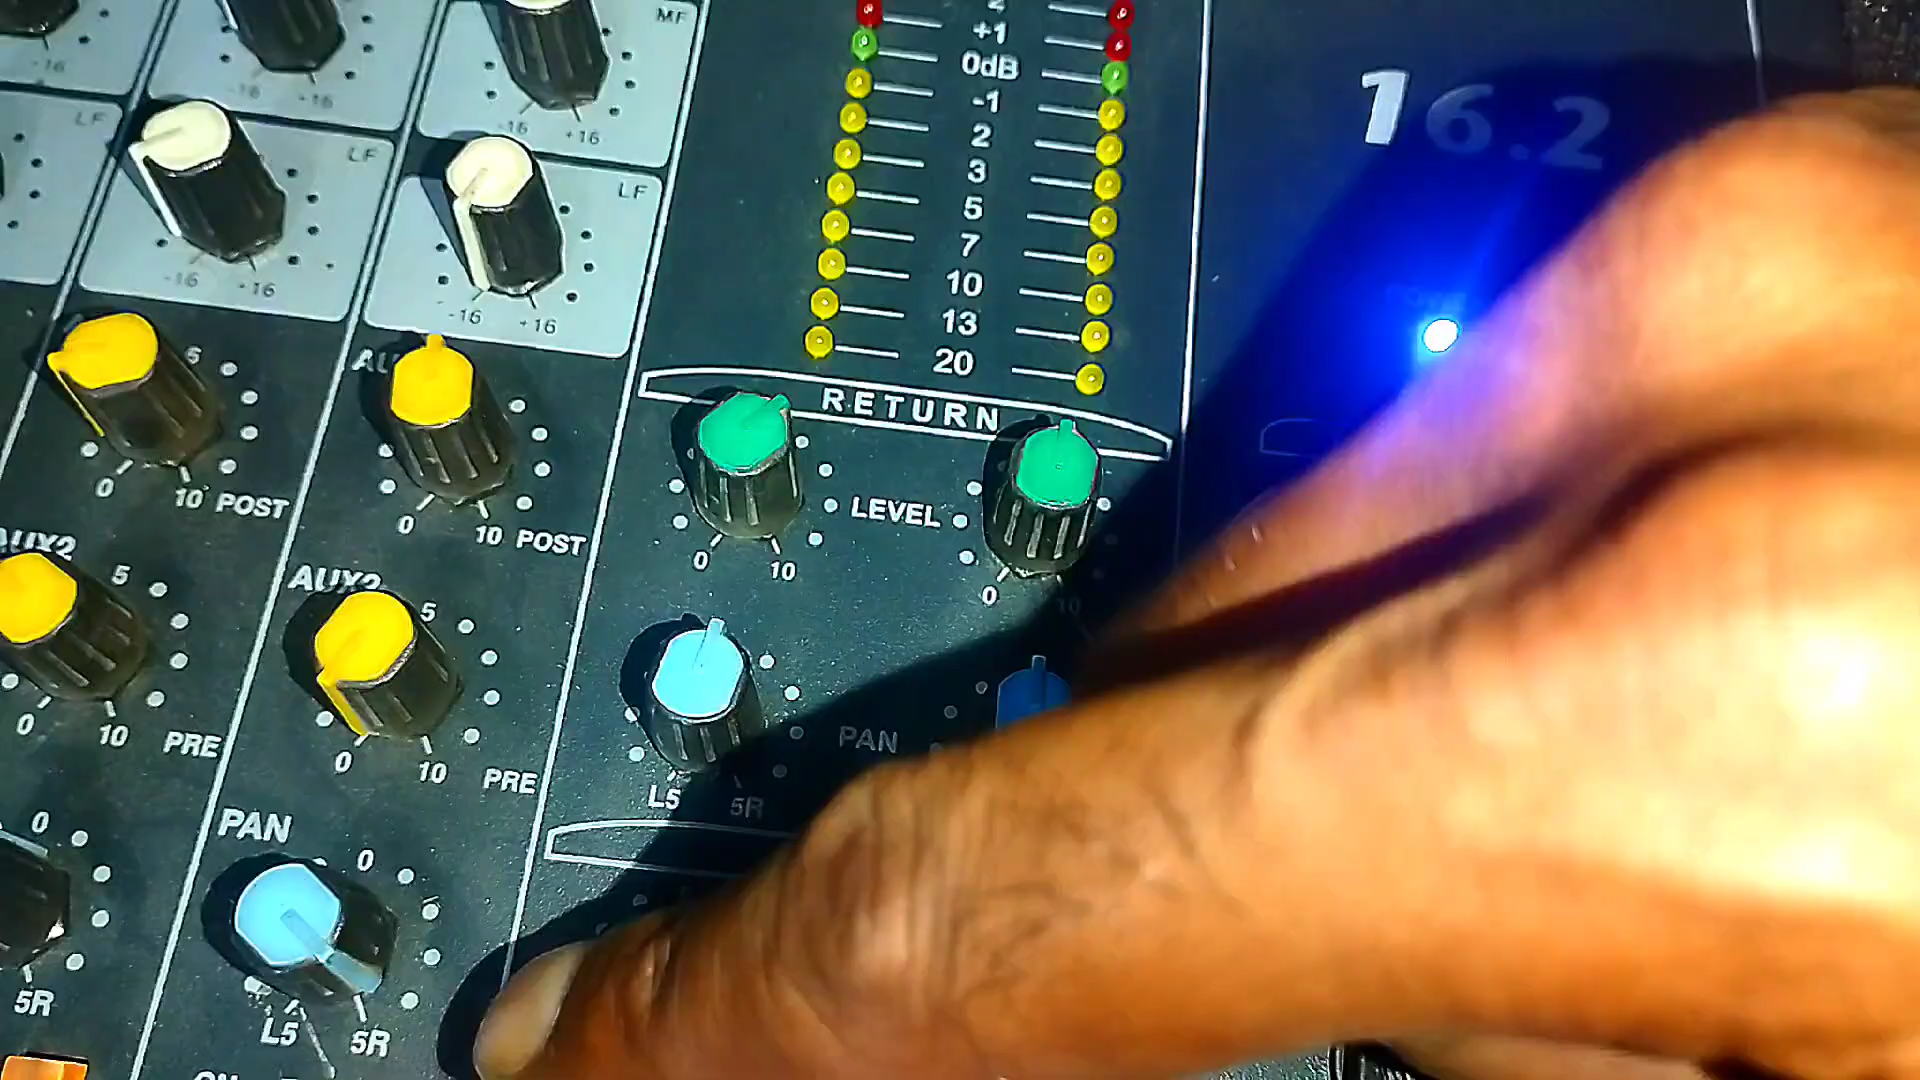 MF
2
+1
0dB
-1
2
3
5
7
10
13
20
16.2
-16
-16 -16
-16 +16
LF
LF
LF
-16 -16
-16 +16
RETURN
LEVEL
0 10
0 10
5
0 10 POST
0 10 POST
AUX2
5
0 10 PRE
AUX2
5
0 10 PRE
PAN
L5 5R
PAN
0
0
5R
L5 5R